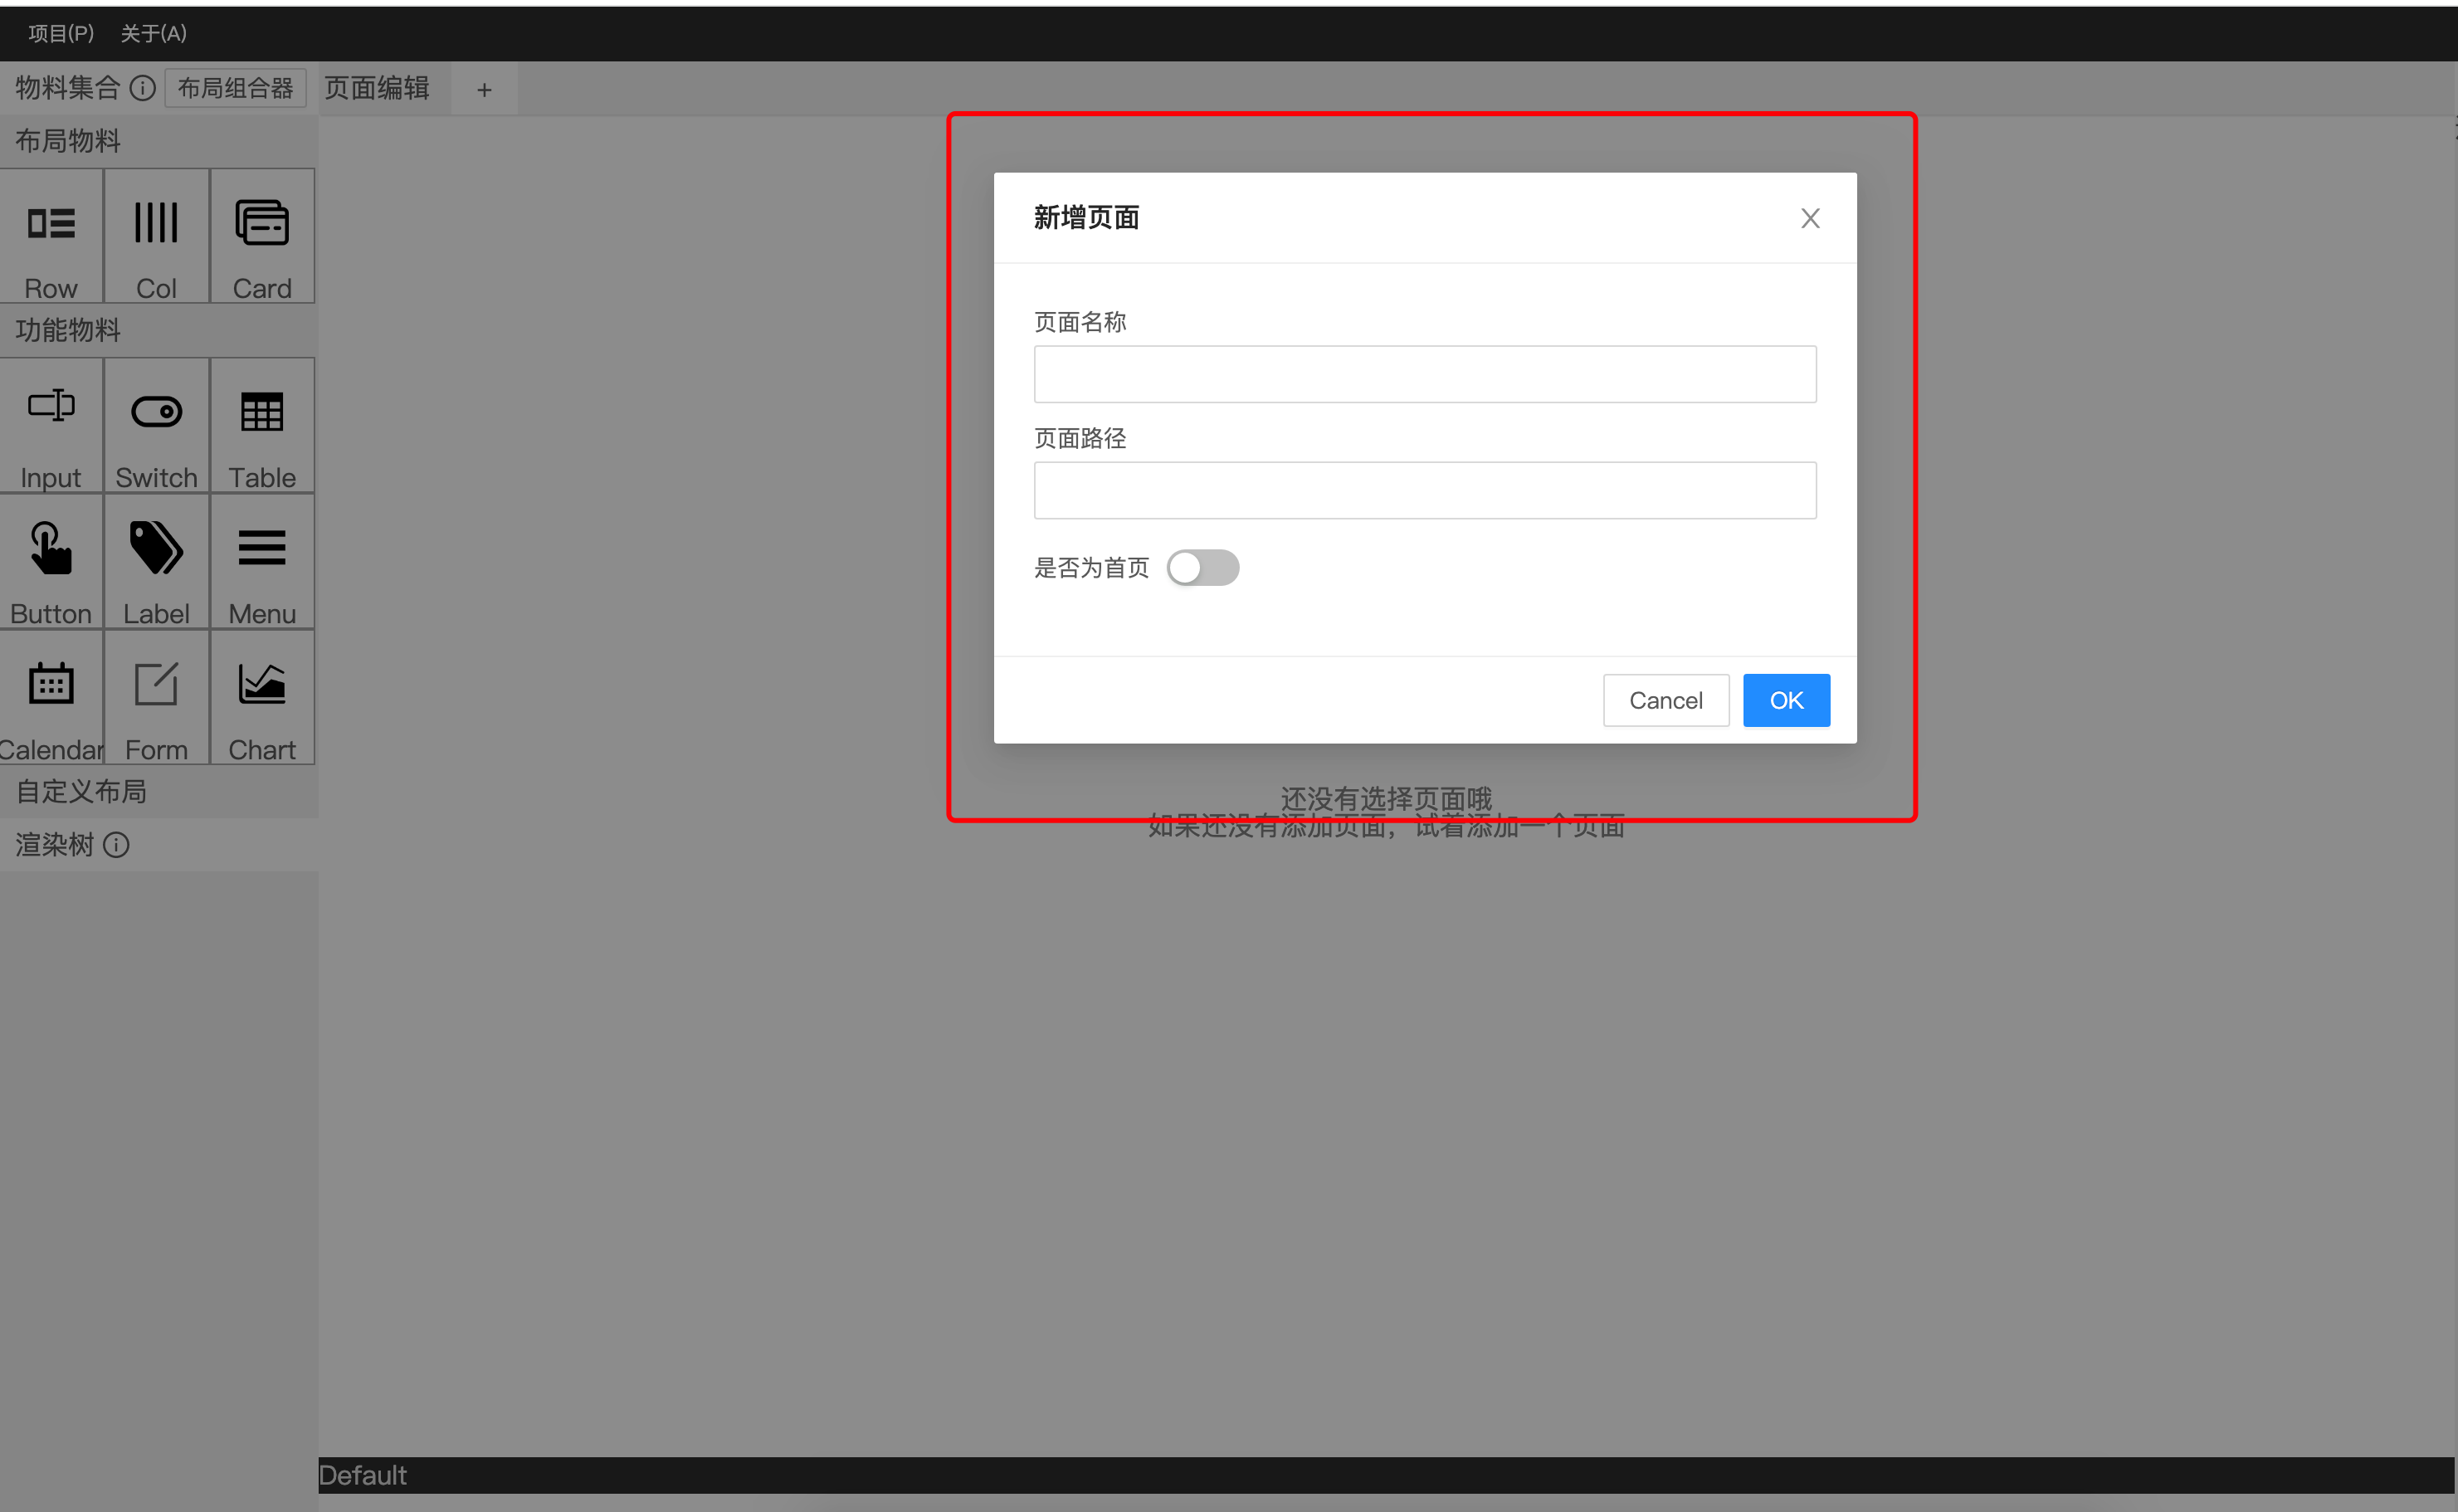 项目(P) 关于(A)
物料集合 布局组合器 页面编辑 +
布局物料
Row Col Card
功能物料
Input Switch Table
Button Label Menu
Calendar Form Chart
自定义布局
渲染树
新增页面
页面名称
页面路径
是否为首页
Cancel OK
还没有选择页面哦
如果还没有添加页面，试着添加一个页面
Default